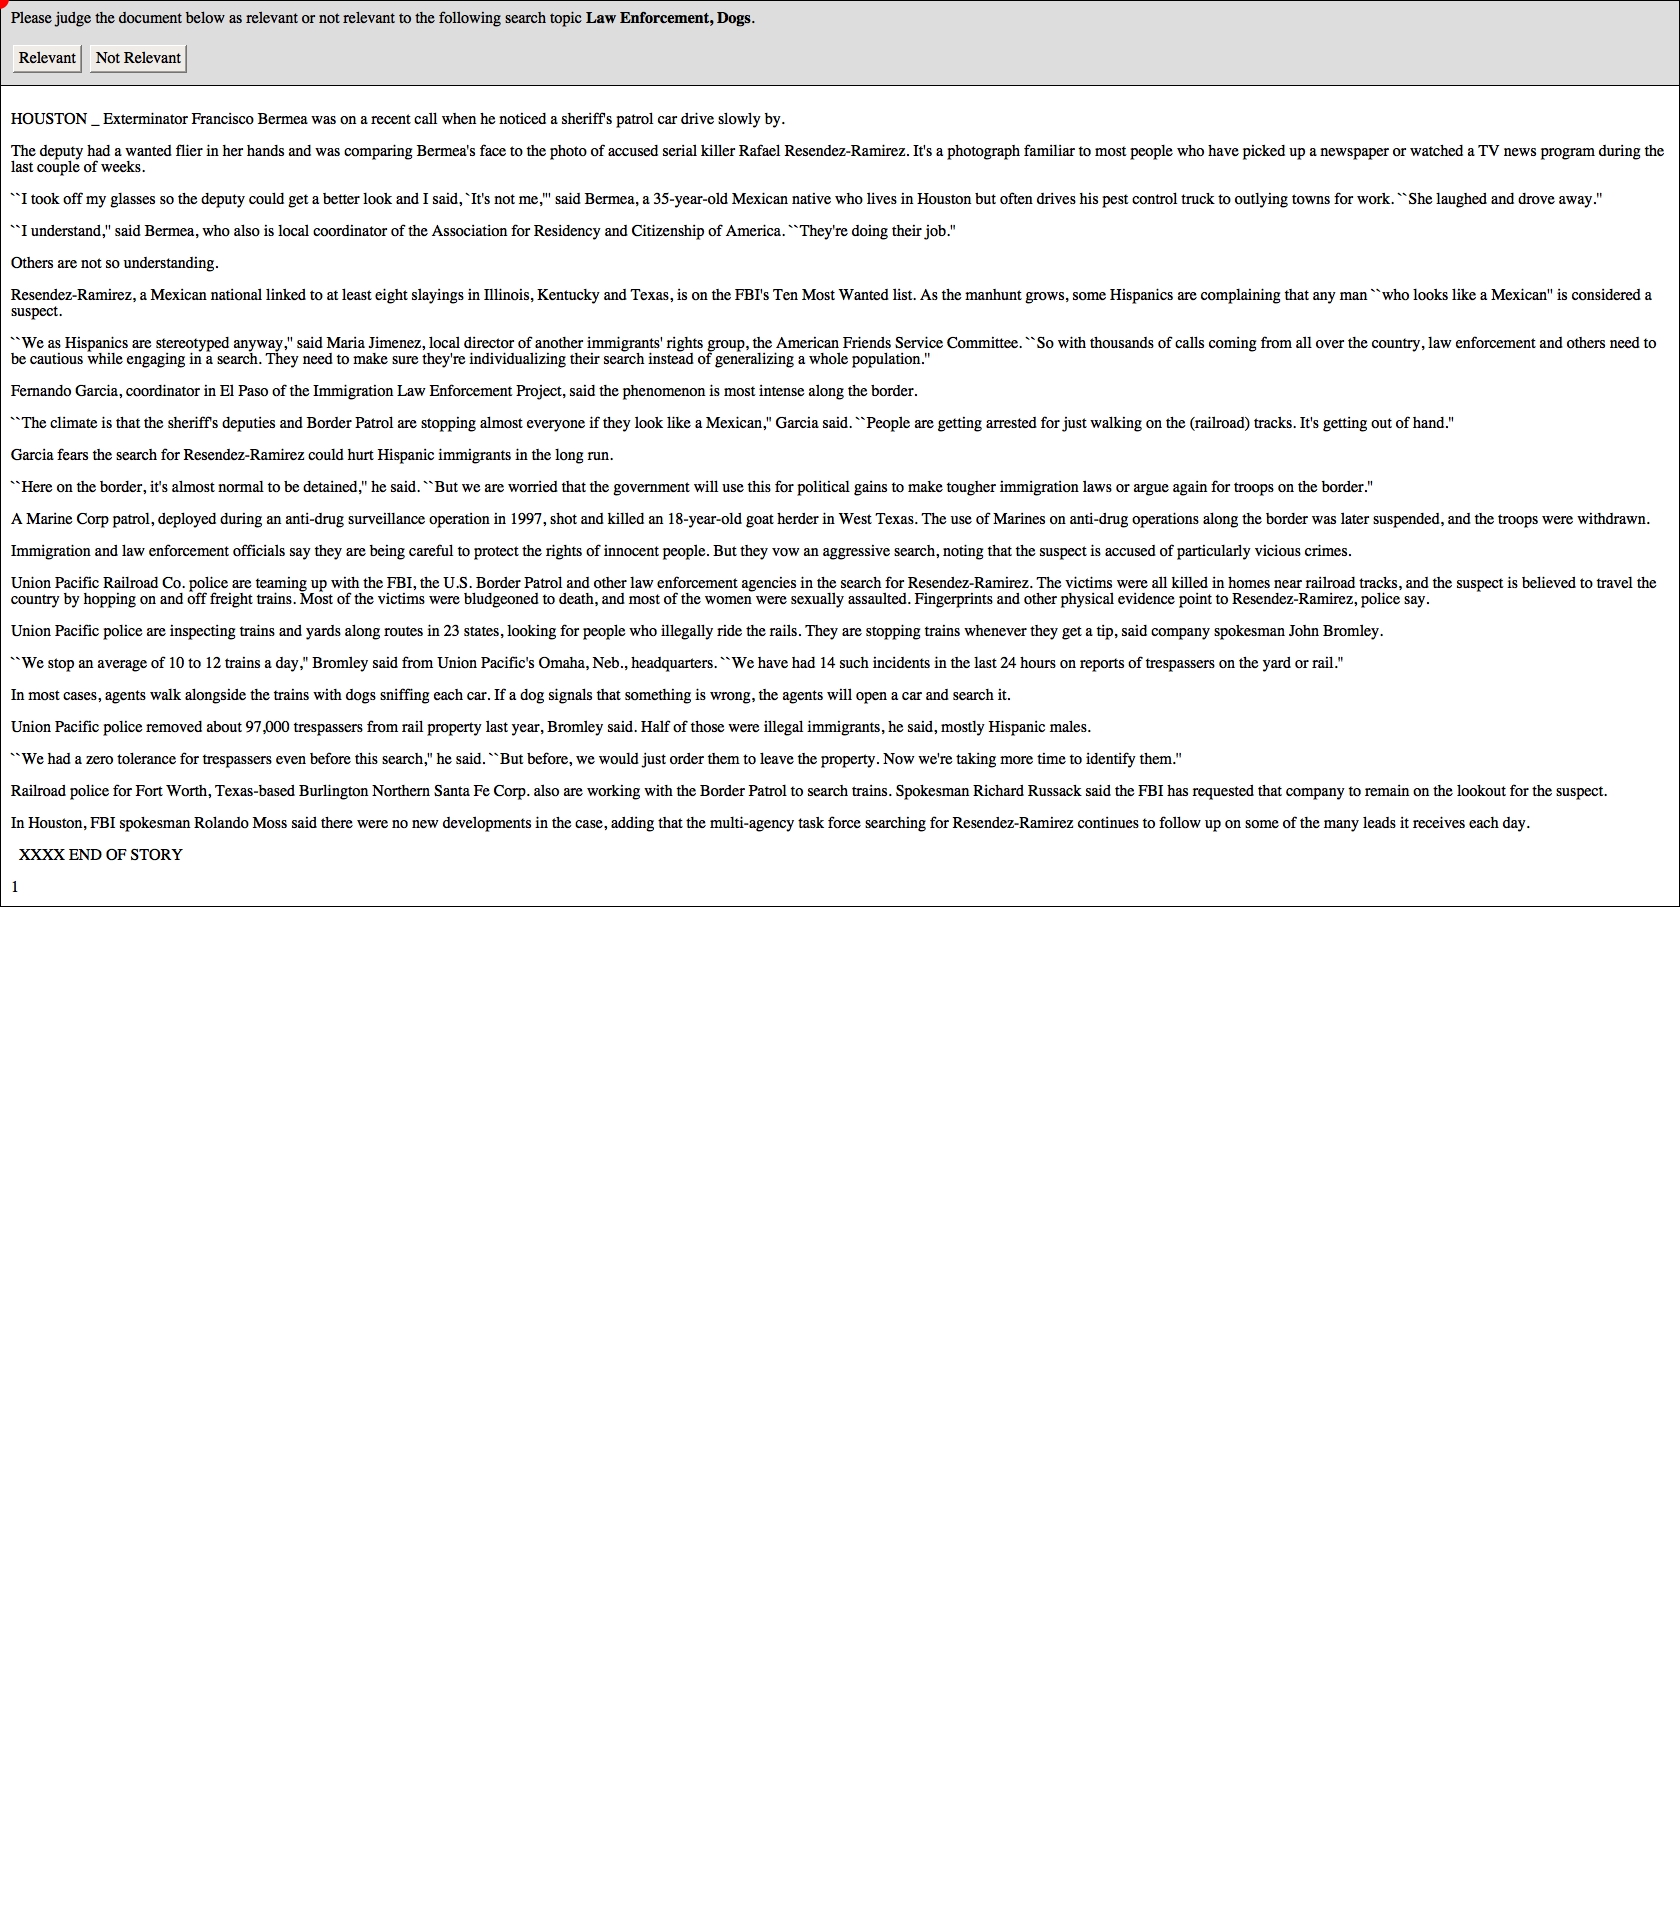 Please judge the document below as relevant or not relevant to the following search topic Law Enforcement, Dogs.
Relevant Not Relevant
HOUSTON _ Exterminator Francisco Bermea was on a recent call when he noticed a sheriff's patrol car drive slowly by.
The deputy had a wanted flier in her hands and was comparing Bermea's face to the photo of accused serial killer Rafael Resendez-Ramirez. It's a photograph familiar to most people who have picked up a newspaper or watched a TV news program during the
last couple of weeks.
``I took off my glasses so the deputy could get a better look and I said, `It's not me,''' said Bermea, a 35-year-old Mexican native who lives in Houston but often drives his pest control truck to outlying towns for work. ``She laughed and drove away.''
``I understand,'' said Bermea, who also is local coordinator of the Association for Residency and Citizenship of America. ``They're doing their job.''
Others are not so understanding.
Resendez-Ramirez, a Mexican national linked to at least eight slayings in Illinois, Kentucky and Texas, is on the FBI's Ten Most Wanted list. As the manhunt grows, some Hispanics are complaining that any man ``who looks like a Mexican'' is considered a
suspect.
``We as Hispanics are stereotyped anyway,'' said Maria Jimenez, local director of another immigrants' rights group, the American Friends Service Committee. ``So with thousands of calls coming from all over the country, law enforcement and others need to
be cautious while engaging in a search. They need to make sure they're individualizing their search instead of generalizing a whole population.''
Fernando Garcia, coordinator in El Paso of the Immigration Law Enforcement Project, said the phenomenon is most intense along the border.
``The climate is that the sheriff's deputies and Border Patrol are stopping almost everyone if they look like a Mexican,'' Garcia said. ``People are getting arrested for just walking on the (railroad) tracks. It's getting out of hand.''
Garcia fears the search for Resendez-Ramirez could hurt Hispanic immigrants in the long run.
``Here on the border, it's almost normal to be detained,'' he said. ``But we are worried that the government will use this for political gains to make tougher immigration laws or argue again for troops on the border.''
A Marine Corp patrol, deployed during an anti-drug surveillance operation in 1997, shot and killed an 18-year-old goat herder in West Texas. The use of Marines on anti-drug operations along the border was later suspended, and the troops were withdrawn.
Immigration and law enforcement officials say they are being careful to protect the rights of innocent people. But they vow an aggressive search, noting that the suspect is accused of particularly vicious crimes.
Union Pacific Railroad Co. police are teaming up with the FBI, the U.S. Border Patrol and other law enforcement agencies in the search for Resendez-Ramirez. The victims were all killed in homes near railroad tracks, and the suspect is believed to travel the
country by hopping on and off freight trains. Most of the victims were bludgeoned to death, and most of the women were sexually assaulted. Fingerprints and other physical evidence point to Resendez-Ramirez, police say.
Union Pacific police are inspecting trains and yards along routes in 23 states, looking for people who illegally ride the rails. They are stopping trains whenever they get a tip, said company spokesman John Bromley.
``We stop an average of 10 to 12 trains a day,'' Bromley said from Union Pacific's Omaha, Neb., headquarters. ``We have had 14 such incidents in the last 24 hours on reports of trespassers on the yard or rail.''
In most cases, agents walk alongside the trains with dogs sniffing each car. If a dog signals that something is wrong, the agents will open a car and search it.
Union Pacific police removed about 97,000 trespassers from rail property last year, Bromley said. Half of those were illegal immigrants, he said, mostly Hispanic males.
``We had a zero tolerance for trespassers even before this search,'' he said. ``But before, we would just order them to leave the property. Now we're taking more time to identify them.''
Railroad police for Fort Worth, Texas-based Burlington Northern Santa Fe Corp. also are working with the Border Patrol to search trains. Spokesman Richard Russack said the FBI has requested that company to remain on the lookout for the suspect.
In Houston, FBI spokesman Rolando Moss said there were no new developments in the case, adding that the multi-agency task force searching for Resendez-Ramirez continues to follow up on some of the many leads it receives each day.
XXXX END OF STORY
1